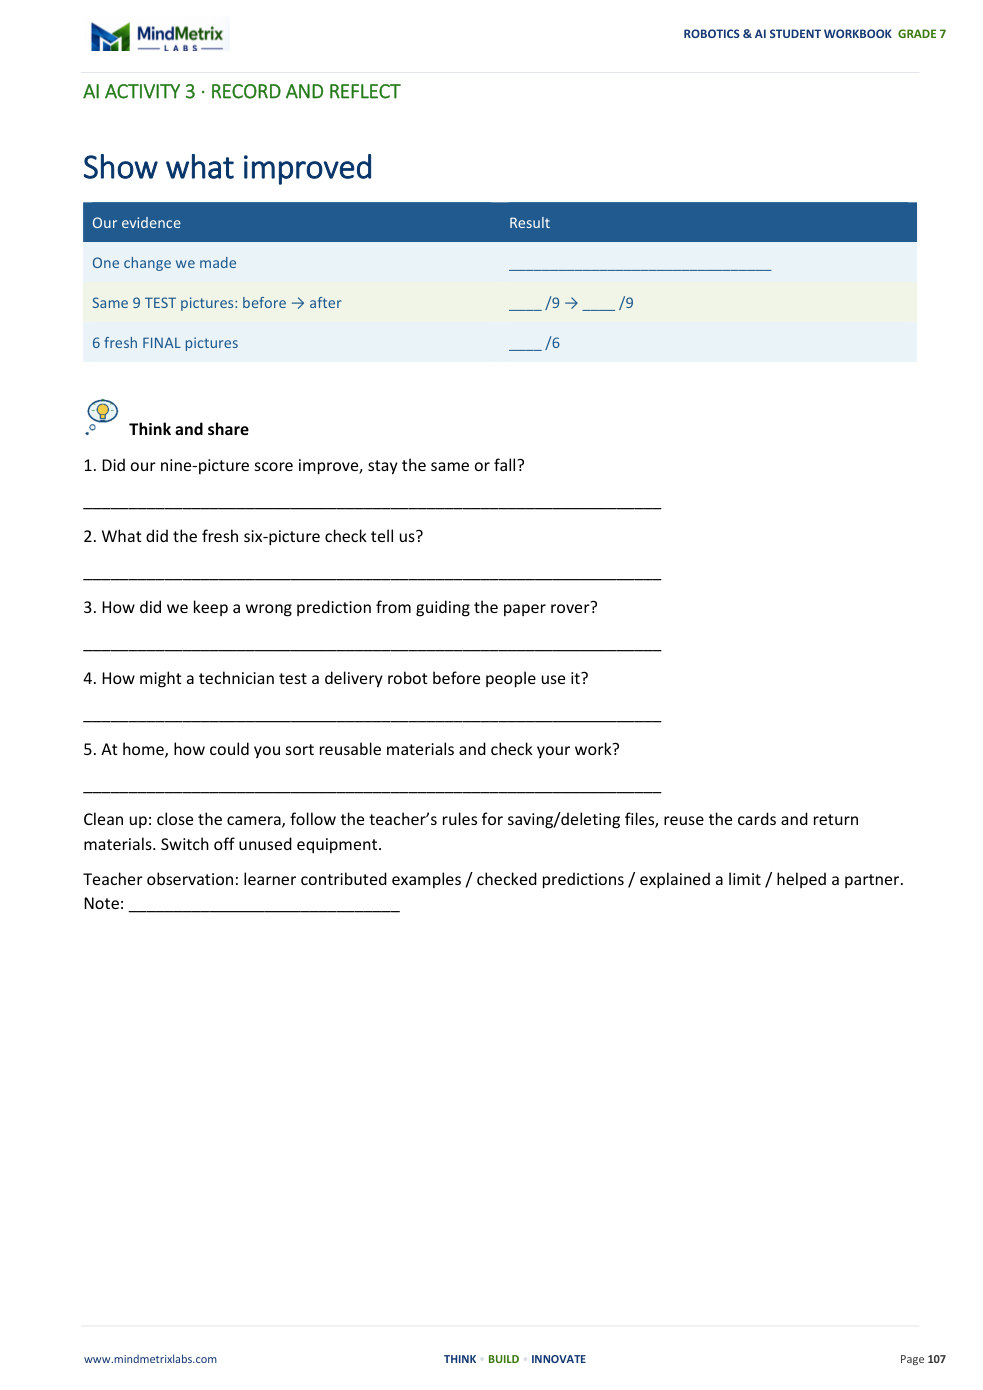 MindMetrix
LABS
ROBOTICS & AI STUDENT WORKBOOK GRADE 7
AI ACTIVITY 3 · RECORD AND REFLECT
Show what improved
Our evidence Result
One change we made ________________________________
Same 9 TEST pictures: before → after ____ /9 → ____ /9
6 fresh FINAL pictures ____ /6
Think and share
1. Did our nine-picture score improve, stay the same or fall?
________________________________________________________________
2. What did the fresh six-picture check tell us?
________________________________________________________________
3. How did we keep a wrong prediction from guiding the paper rover?
________________________________________________________________
4. How might a technician test a delivery robot before people use it?
________________________________________________________________
5. At home, how could you sort reusable materials and check your work?
________________________________________________________________
Clean up: close the camera, follow the teacher’s rules for saving/deleting files, reuse the cards and return
materials. Switch off unused equipment.
Teacher observation: learner contributed examples / checked predictions / explained a limit / helped a partner.
Note: ______________________________
www.mindmetrixlabs.com THINK • BUILD • INNOVATE Page 107